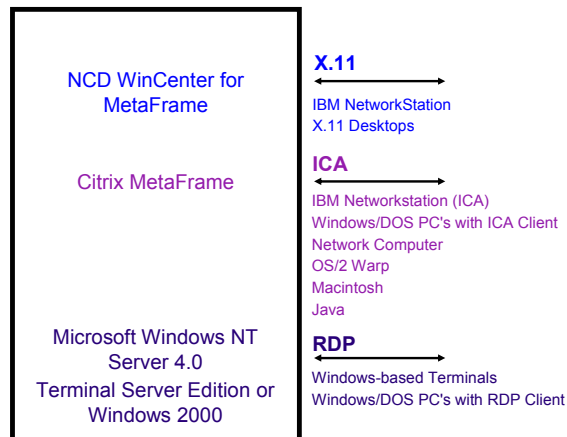 NCD WinCenter for
MetaFrame
X.11
IBM NetworkStation
X.11 Desktops
Citrix MetaFrame
ICA
IBM Networkstation (ICA)
Windows/DOS PC's with ICA Client
Network Computer
OS/2 Warp
Macintosh
Java
Microsoft Windows NT
Server 4.0
Terminal Server Edition or
Windows 2000
RDP
Windows-based Terminals
Windows/DOS PC's with RDP Client